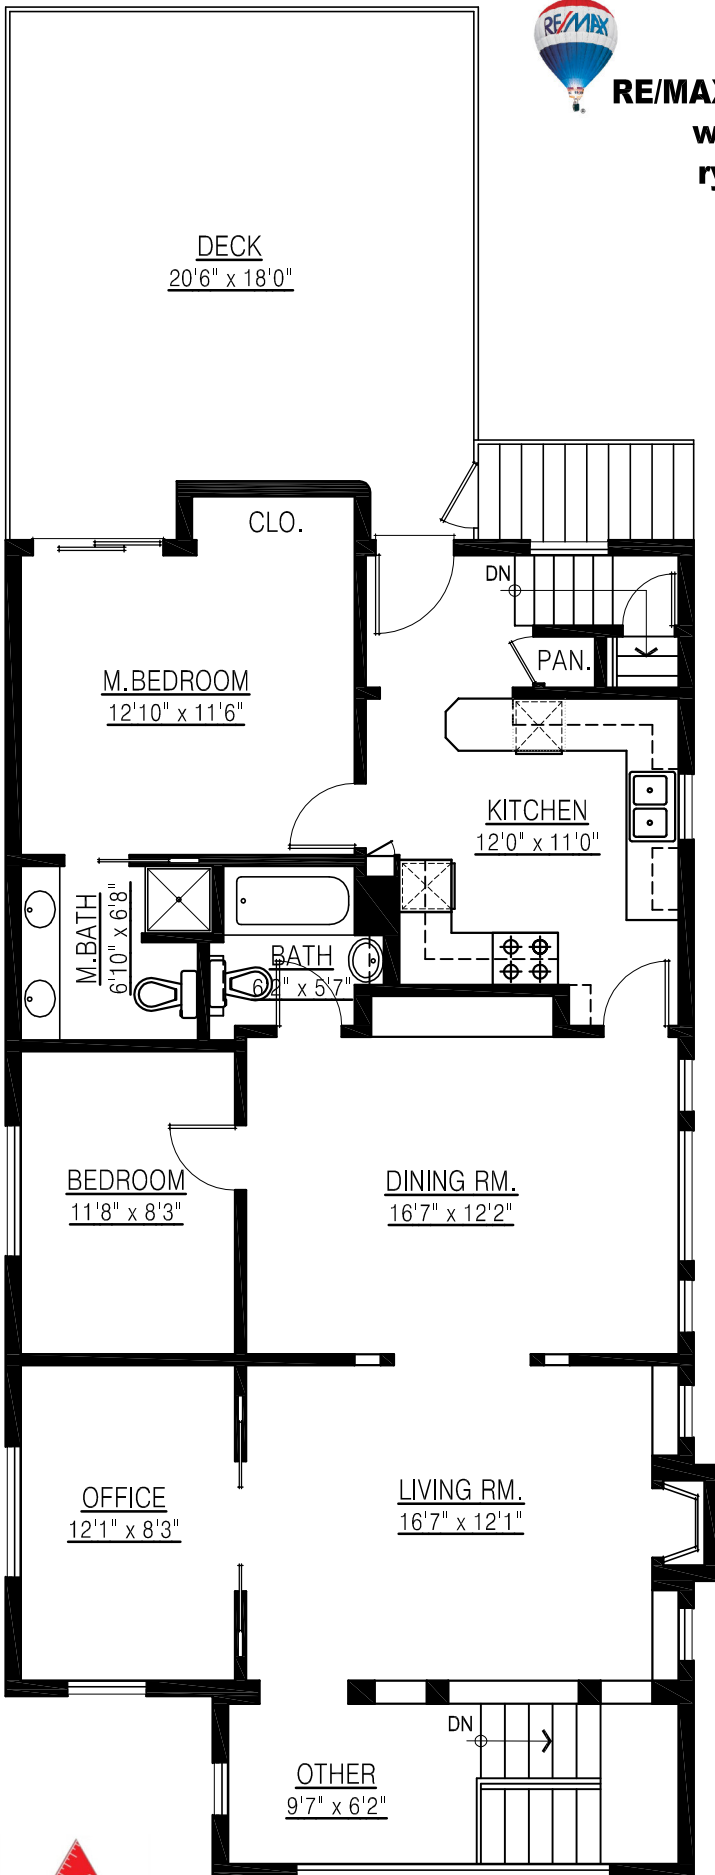 RE/MAX
RE/MAX
DECK
20'6" x 18'0"
CLO.
DN
PAN.
M.BEDROOM
12'10" x 11'6"
KITCHEN
12'0" x 11'0"
M.BATH
6'10" x 6'8"
BATH
6'2" x 5'7"
BEDROOM
11'8" x 8'3"
DINING RM.
16'7" x 12'2"
OFFICE
12'1" x 8'3"
LIVING RM.
16'7" x 12'1"
DN
OTHER
9'7" x 6'2"